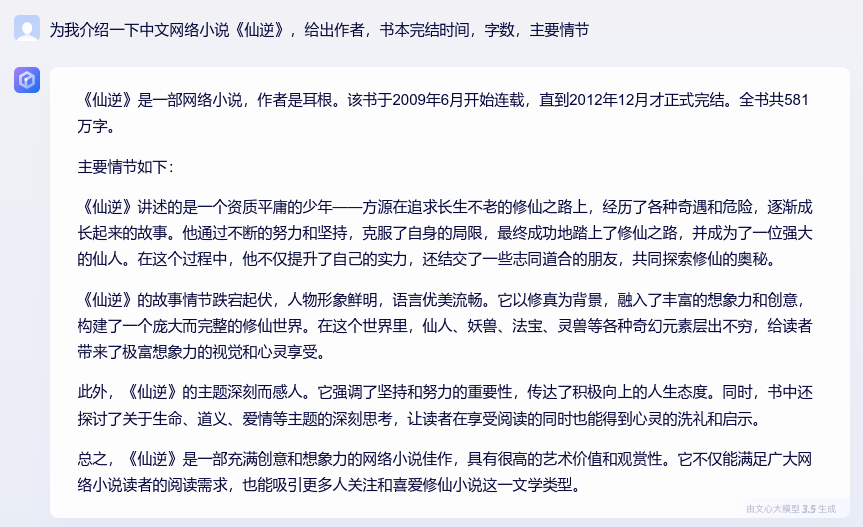 为我介绍一下中文网络小说《仙逆》，给出作者，书本完结时间，字数，主要情节
《仙逆》是一部网络小说，作者是耳根。该书于2009年6月开始连载，直到2012年12月才正式完结。全书共581
万字。
主要情节如下：
《仙逆》讲述的是一个资质平庸的少年——方源在追求长生不老的修仙之路上，经历了各种奇遇和危险，逐渐成
长起来的故事。他通过不断的努力和坚持，克服了自身的局限，最终成功地踏上了修仙之路，并成为了一位强大
的仙人。在这个过程中，他不仅提升了自己的实力，还结交了一些志同道合的朋友，共同探索修仙的奥秘。
《仙逆》的故事情节跌宕起伏，人物形象鲜明，语言优美流畅。它以修真为背景，融入了丰富的想象力和创意，
构建了一个庞大而完整的修仙世界。在这个世界里，仙人、妖兽、法宝、灵兽等各种奇幻元素层出不穷，给读者
带来了极富想象力的视觉和心灵享受。
此外，《仙逆》的主题深刻而感人。它强调了坚持和努力的重要性，传达了积极向上的人生态度。同时，书中还
探讨了关于生命、道义、爱情等主题的深刻思考，让读者在享受阅读的同时也能得到心灵的洗礼和启示。
总之，《仙逆》是一部充满创意和想象力的网络小说佳作，具有很高的艺术价值和观赏性。它不仅能满足广大网
络小说读者的阅读需求，也能吸引更多人关注和喜爱修仙小说这一文学类型。
由文心大模型 3.5 生成